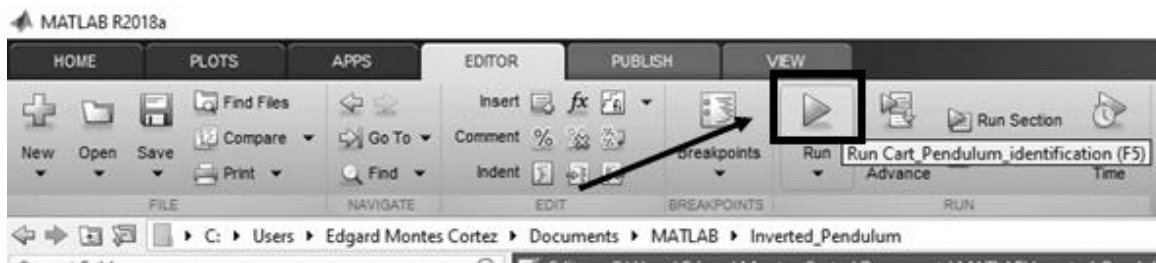 MATLAB R2018a
HOME PLOTS APPS EDITOR PUBLISH VIEW
Find Files Insert fx
Compare Go To Comment % Run Section
New Open Save Print Find Indent Breakpoints Run Run Cart_Pendulum_identification (F5)
Advance Time
FILE NAVIGATE EDIT BREAKPOINTS RUN
C: Users Edgard Montes Cortez Documents MATLAB Inverted_Pendulum